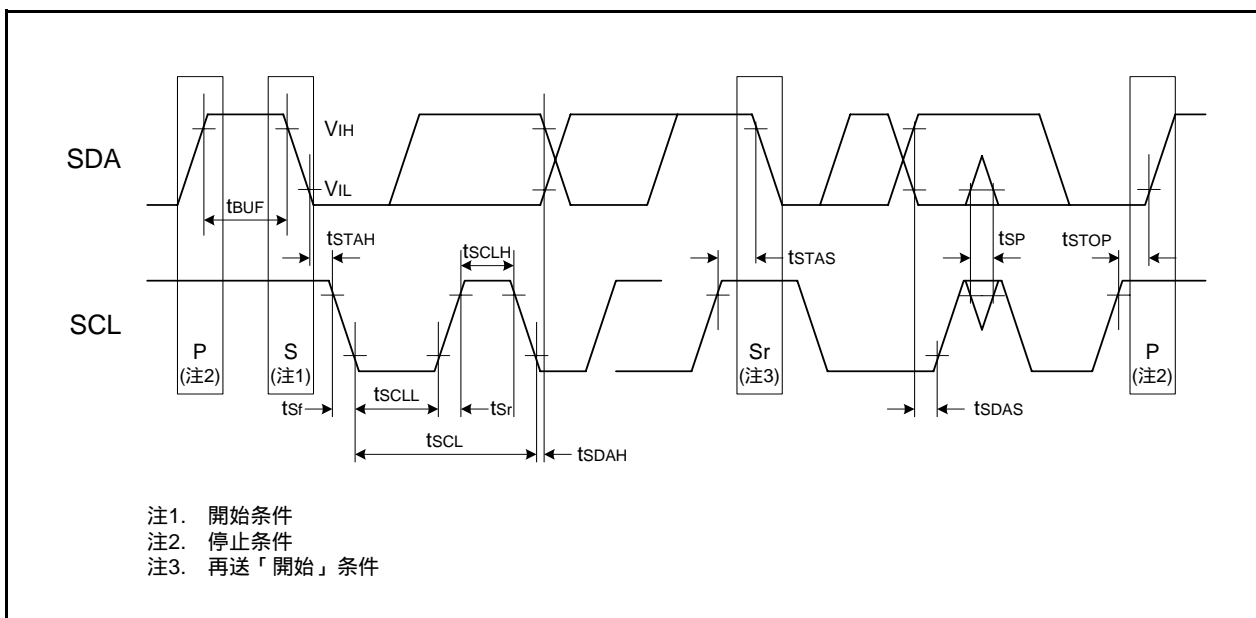 SDA
VIH
VIL
tBUF
tSTAH
tSCLH
tSTAS
tSP
tSTOP
SCL
P
(注2)
S
(注1)
Sr
(注3)
P
(注2)
tSf
tSCLL
tSr
tSDAS
tSCL
tSDAH
注1. 開始条件
注2. 停止条件
注3. 再送「開始」条件